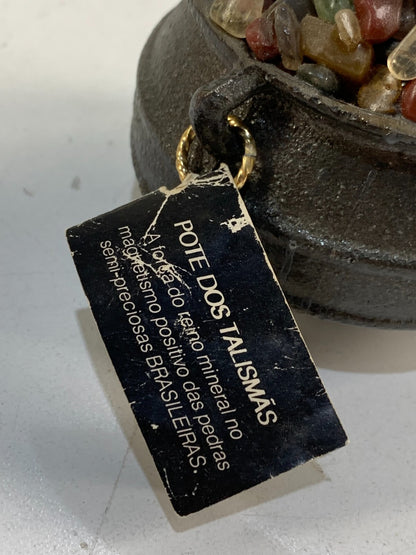 POTE DOS TALISMÃS
A força do reino mineral no
magnetismo positivo das pedras
semi-preciosas BRASILEIRAS.